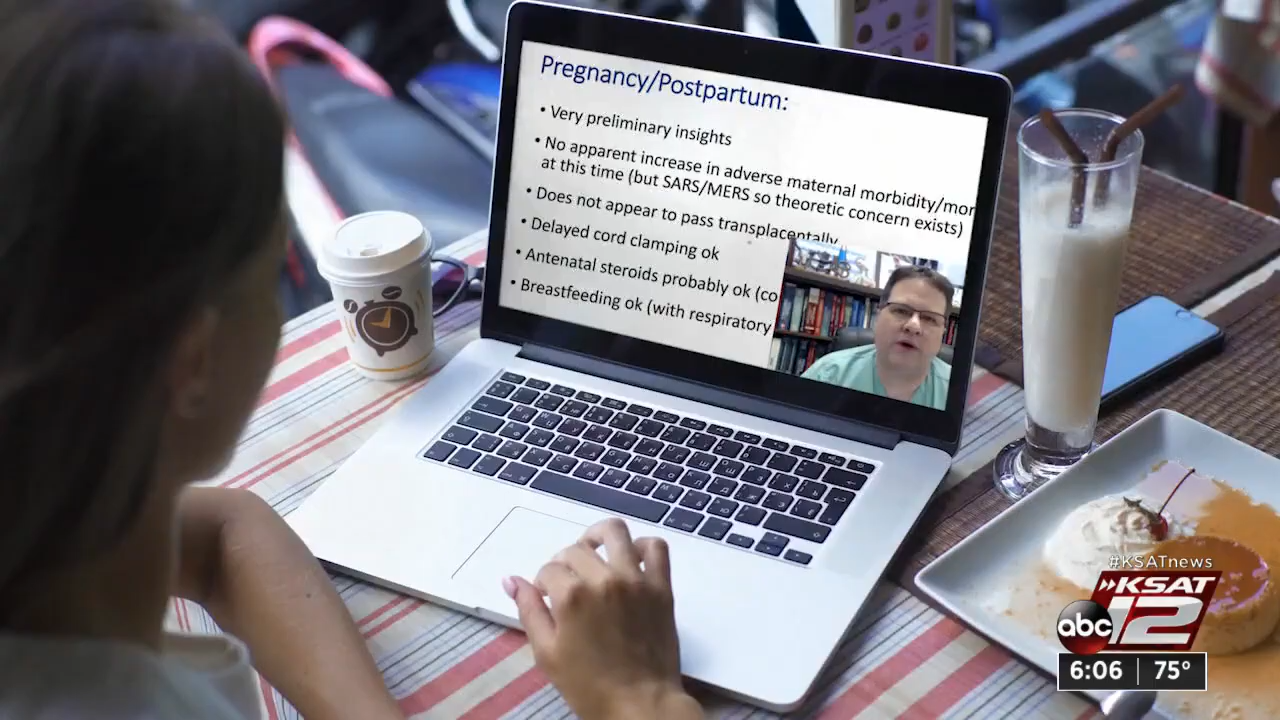 Pregnancy/Postpartum:
• Very preliminary insights
• No apparent increase in adverse maternal morbidity/mor
at this time (but SARS/MERS so theoretic concern exists)
• Does not appear to pass transplacentally
• Delayed cord clamping ok
• Antenatal steroids probably ok (co
• Breastfeeding ok (with respiratory
#KSATnews
KSAT
abc 12
6:06 75°